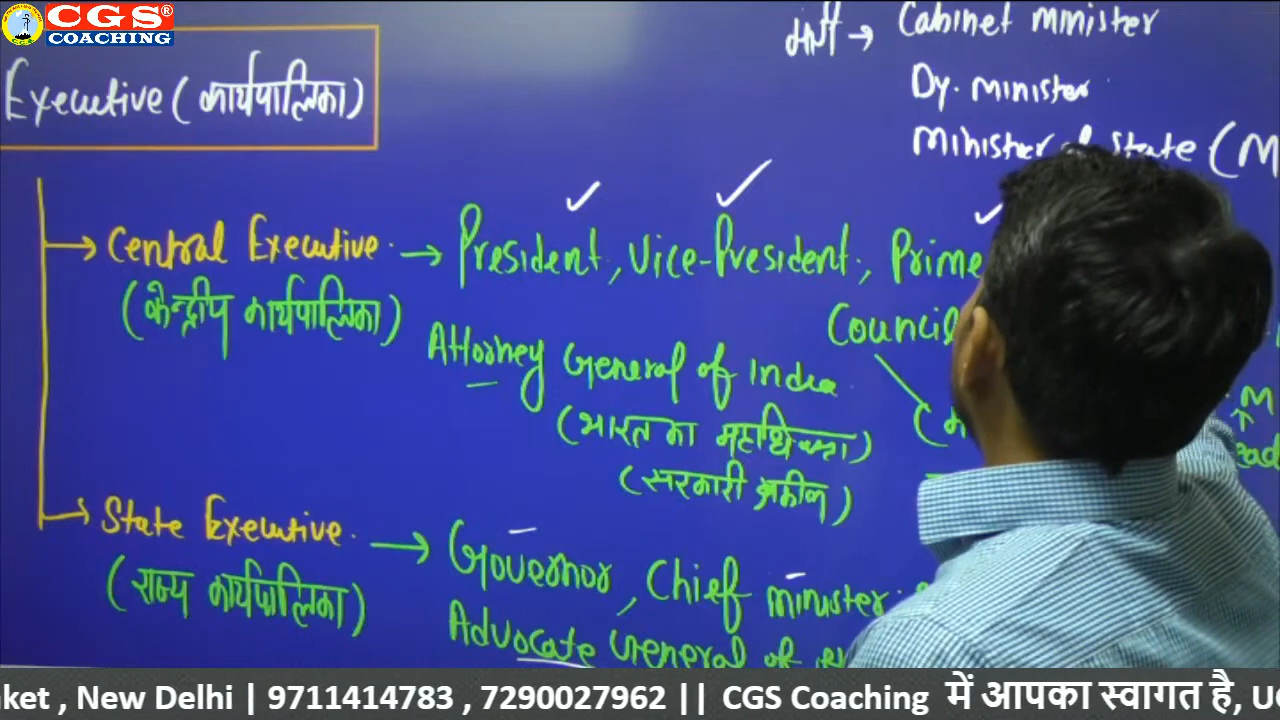 CGS®
COACHING
Executive (कार्यपालिका)
मंत्री → Cabinet minister
Dy. minister
Minister of State (M
Central Executive → President, Vice-President, Prime
(केन्द्रीय कार्यपालिका)
Council
Attorney General of India
(भारत का महाधिवक्ता)
(सरकारी वकील)
State Executive → Governor, Chief minister
(राज्य कार्यपालिका)
Advocate General of
ket , New Delhi | 9711414783 , 7290027962 || CGS Coaching में आपका स्वागत है, U